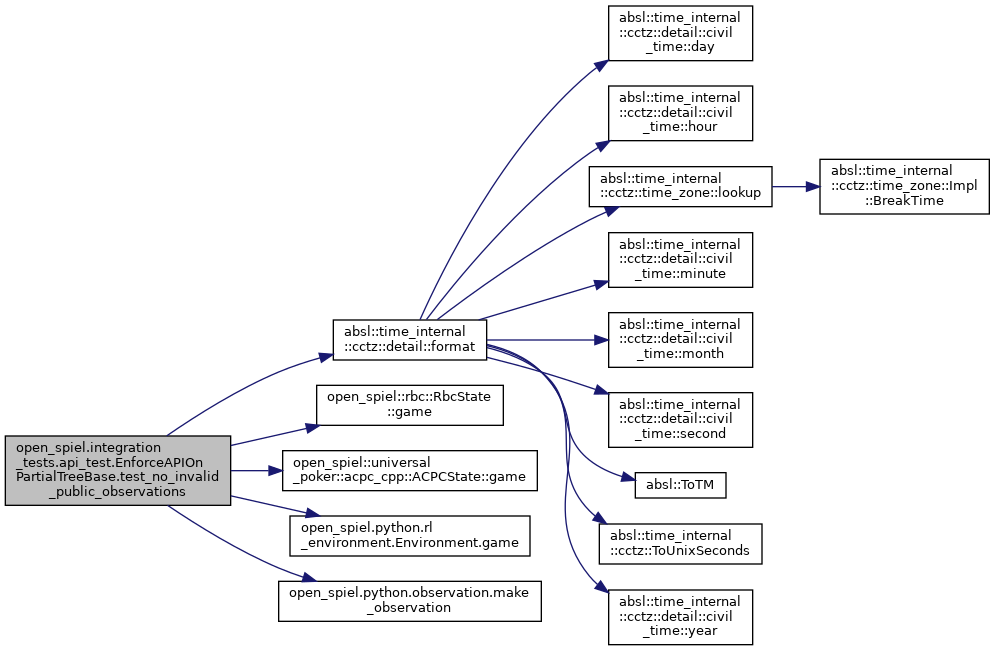 open_spiel.integration
_tests.api_test.EnforceAPIOn
PartialTreeBase.test_no_invalid
_public_observations
absl::time_internal
::cctz::detail::format
open_spiel::rbc::RbcState
::game
open_spiel::universal
_poker::acpc_cpp::ACPCState::game
open_spiel.python.rl
_environment.Environment.game
open_spiel.python.observation.make
_observation
absl::time_internal
::cctz::detail::civil
_time::day
absl::time_internal
::cctz::detail::civil
_time::hour
absl::time_internal
::cctz::time_zone::lookup
absl::time_internal
::cctz::time_zone::Impl
::BreakTime
absl::time_internal
::cctz::detail::civil
_time::minute
absl::time_internal
::cctz::detail::civil
_time::month
absl::time_internal
::cctz::detail::civil
_time::second
absl::ToTM
absl::time_internal
::cctz::ToUnixSeconds
absl::time_internal
::cctz::detail::civil
_time::year